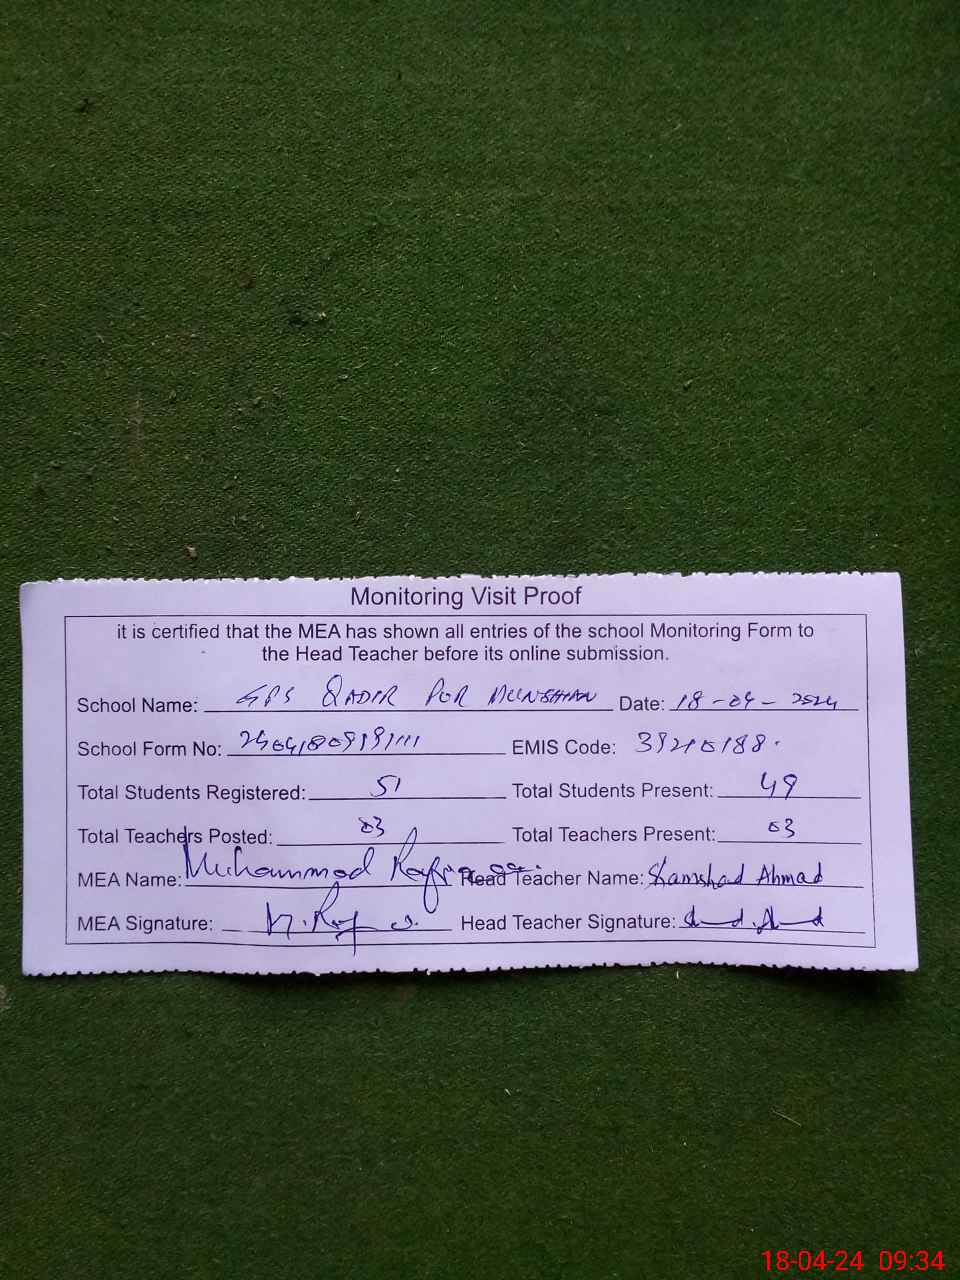 Monitoring Visit Proof
it is certified that the MEA has shown all entries of the school Monitoring Form to
the Head Teacher before its online submission.
School Name: GPS QADIR POR MUNSHIAN Date: 18-04-2024
School Form No: EMIS Code: 39210188.
Total Students Registered: 51 Total Students Present: 49
Total Teachers Posted: 03 Total Teachers Present: 03
MEA Name: Muhammad Head Teacher Name: Shamshad Ahmad
MEA Signature: Head Teacher Signature:
18-04-24 09:34